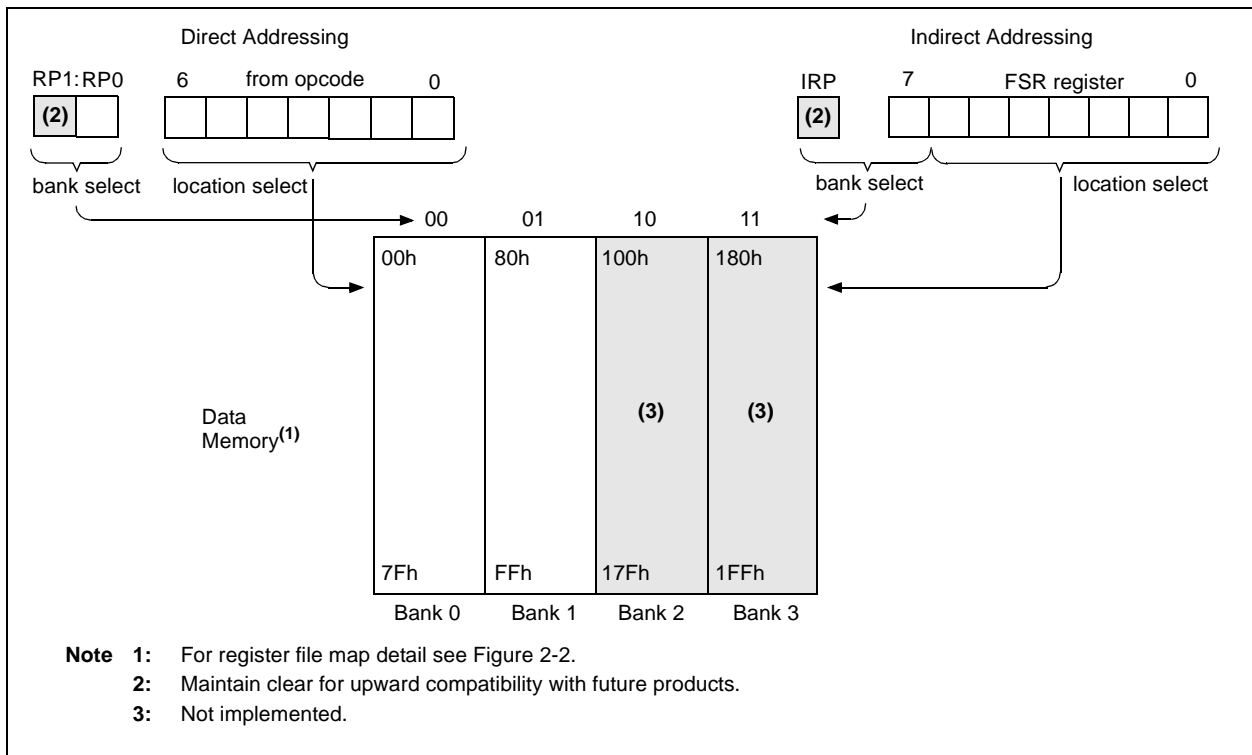 Direct Addressing
Indirect Addressing
RP1:RP0 6 from opcode 0
IRP 7 FSR register 0
(2)
(2)
bank select location select
bank select location select
00 01 10 11
00h 80h 100h 180h
Data
Memory(1)
(3) (3)
7Fh FFh 17Fh 1FFh
Bank 0 Bank 1 Bank 2 Bank 3
Note 1: For register file map detail see Figure 2-2.
2: Maintain clear for upward compatibility with future products.
3: Not implemented.